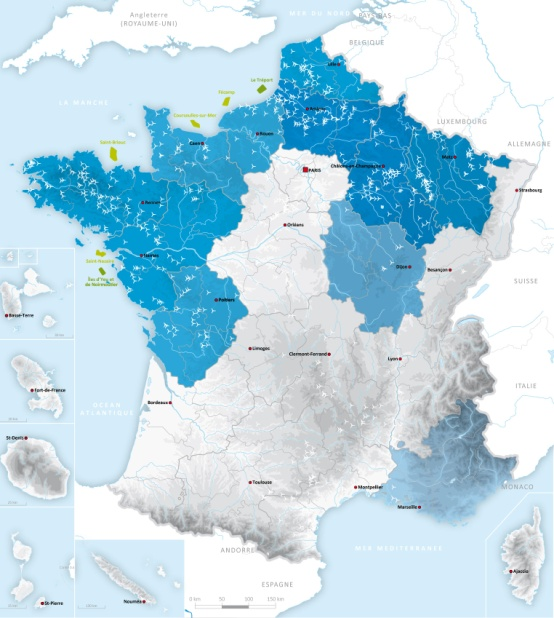 Angleterre
(ROYAUME-UNI)
MER DU NORD
PAYS-BAS
BELGIQUE
Lille
LA MANCHE
Fécamp
Le Tréport
Courseulles-sur-Mer
Amiens
LUXEMBOURG
Rouen
ALLEMAGNE
Saint-Brieuc
Caen
Metz
Châlons-en-Champagne
PARIS
Strasbourg
Rennes
Orléans
Saint-Nazaire
Nantes
Dijon
Besançon
Îles d'Yeu et
de Noirmoutier
SUISSE
Poitiers
Basse-Terre
Limoges
Clermont-Ferrand
Lyon
ITALIE
Fort-de-France
OCÉAN
ATLANTIQUE
Bordeaux
St-Denis
Toulouse
Montpellier
MONACO
Marseille
ANDORRE
MER MÉDITERRANÉE
ESPAGNE
Ajaccio
St-Pierre
Nouméa
0 km
50
100
150 km